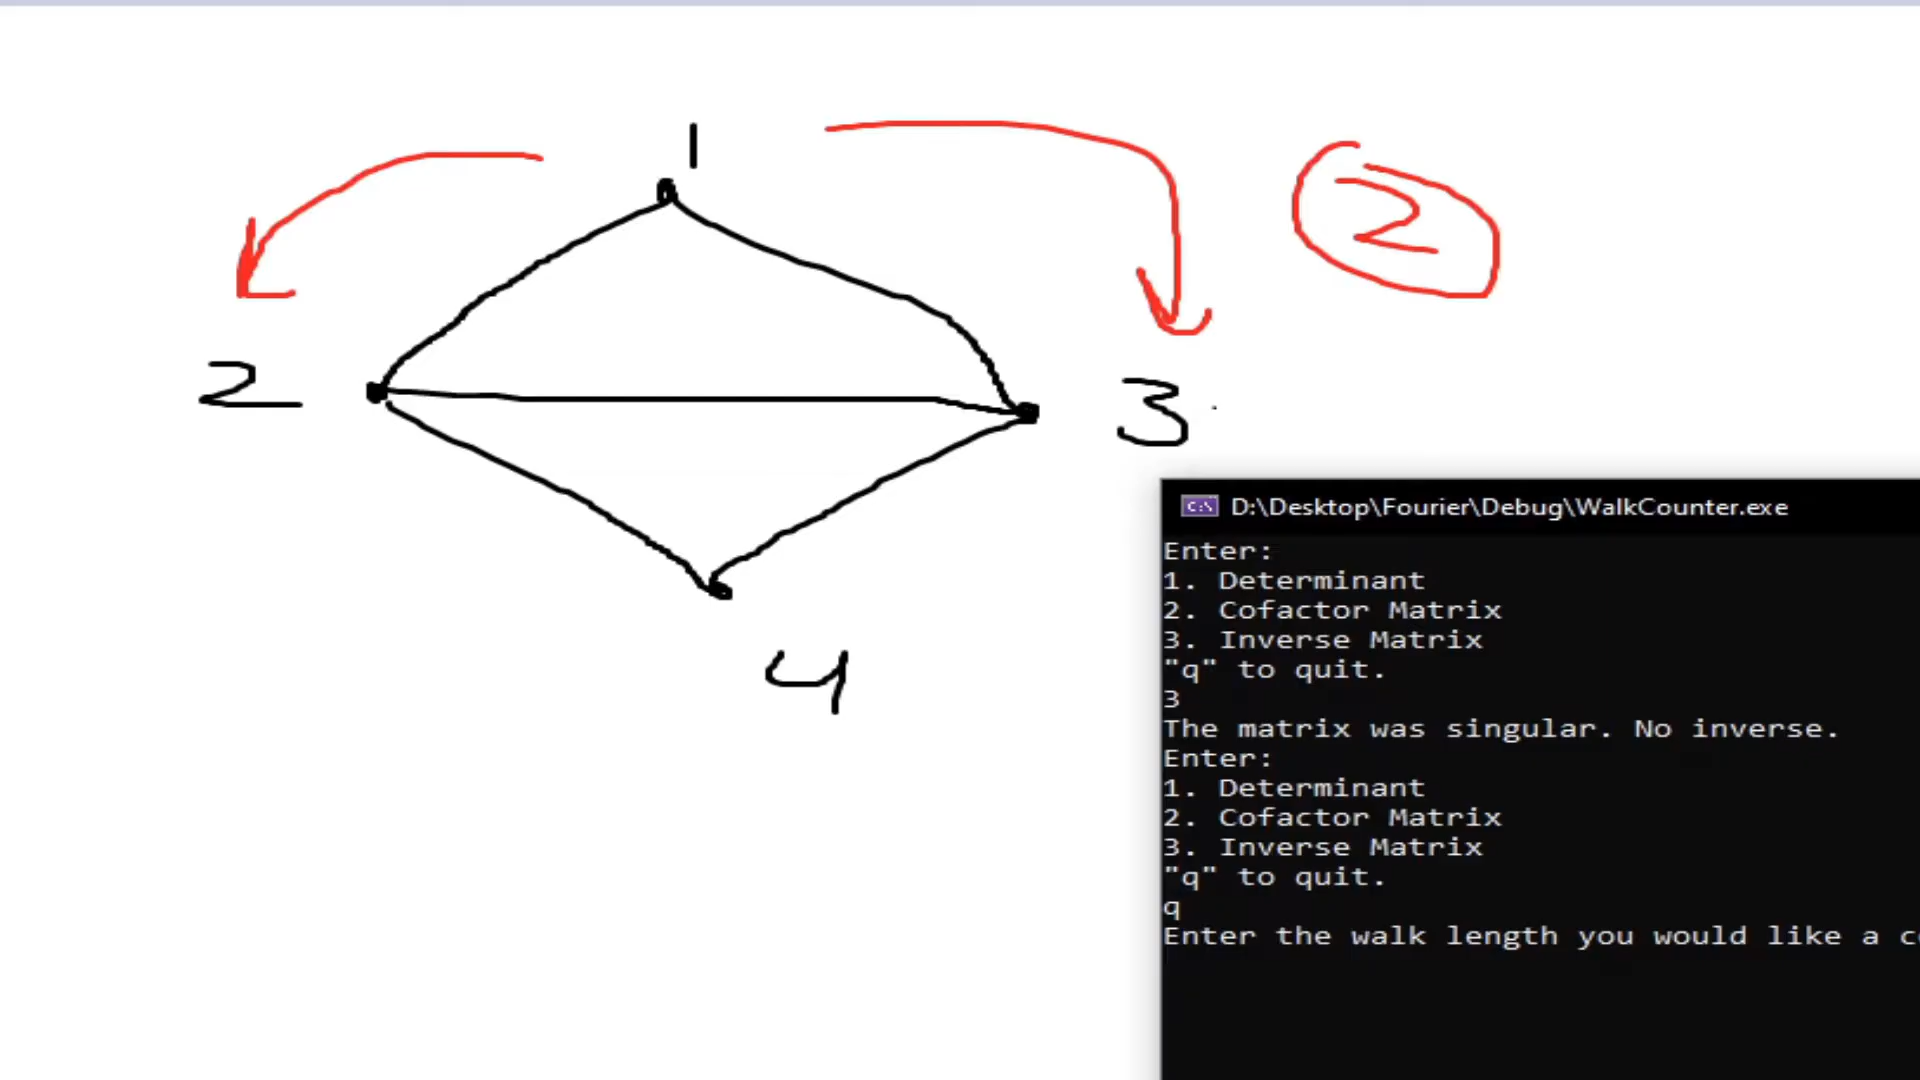 1
2
2
3
4
D:\Desktop\Fourier\Debug\WalkCounter.exe
Enter:
1. Determinant
2. Cofactor Matrix
3. Inverse Matrix
"q" to quit.
3
The matrix was singular. No inverse.
Enter:
1. Determinant
2. Cofactor Matrix
3. Inverse Matrix
"q" to quit.
q
Enter the walk length you would like a